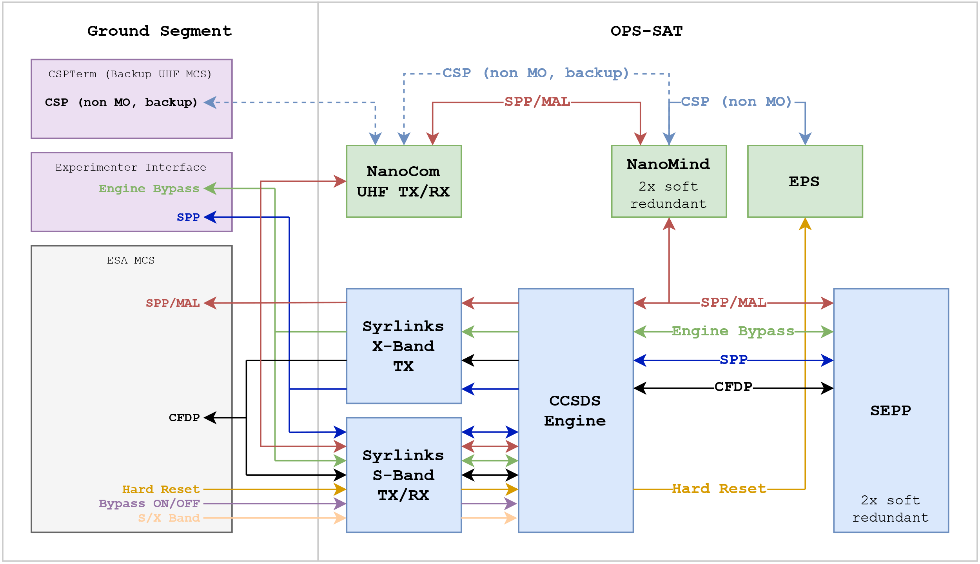 Ground Segment
OPS-SAT
CSPTerm (Backup UHF MCS)
CSP (non MO, backup)
Experimenter Interface
Engine Bypass
SPP
ESA MCS
SPP/MAL
CFDP
Hard Reset
Bypass ON/OFF
S/X Band
CSP (non MO, backup)
SPP/MAL
CSP (non MO)
NanoCom
UHF TX/RX
NanoMind
2x soft
redundant
EPS
Syrlinks
X-Band
TX
Syrlinks
S-Band
TX/RX
CCSDS
Engine
SPP/MAL
Engine Bypass
SPP
CFDP
Hard Reset
SEPP
2x soft
redundant